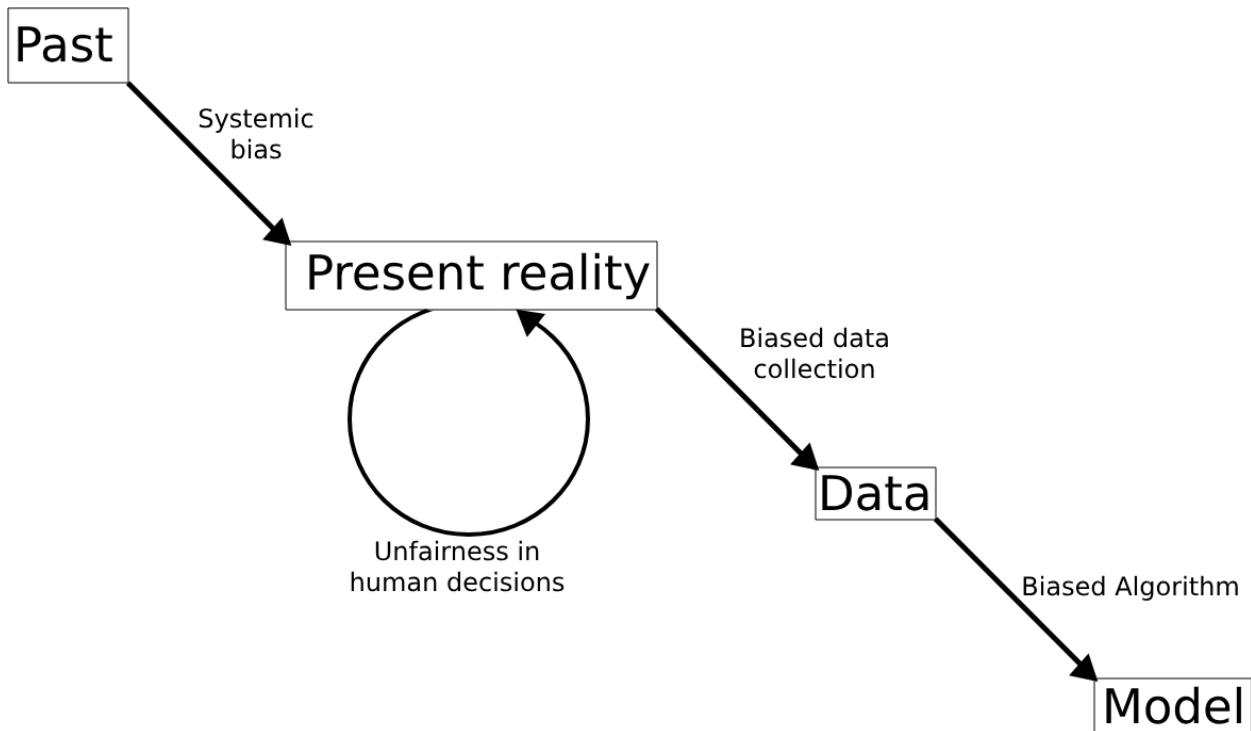 Past
Systemic
bias
Present reality
Biased data
collection
Data
Unfairness in
human decisions
Biased Algorithm
Model